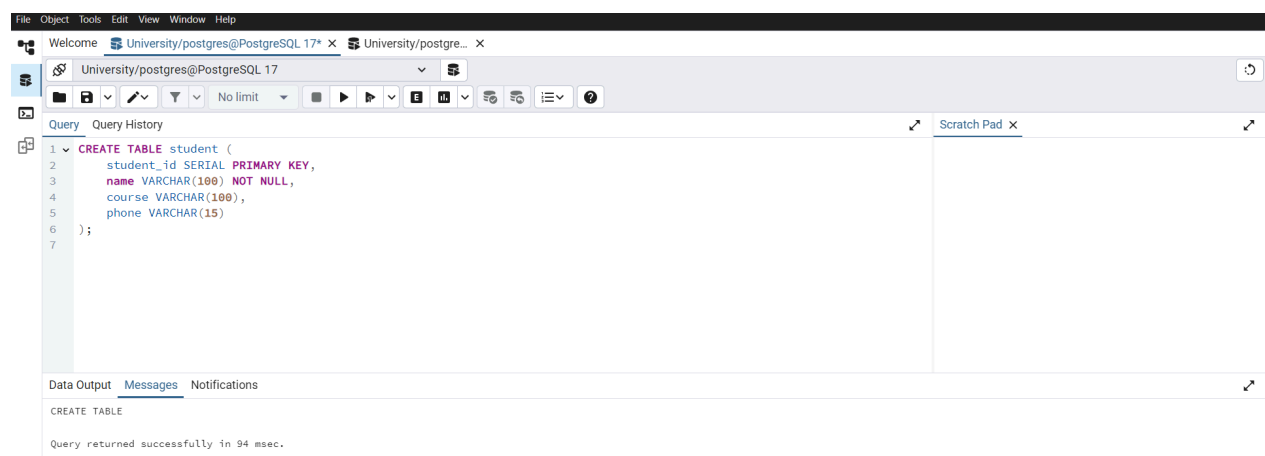 File Object Tools Edit View Window Help
Welcome University/postgres@PostgreSQL 17* University/postgre...
University/postgres@PostgreSQL 17
No limit
Query Query History Scratch Pad
1 CREATE TABLE student (
2 student_id SERIAL PRIMARY KEY,
3 name VARCHAR(100) NOT NULL,
4 course VARCHAR(100),
5 phone VARCHAR(15)
6 );
7
Data Output Messages Notifications
CREATE TABLE
Query returned successfully in 94 msec.